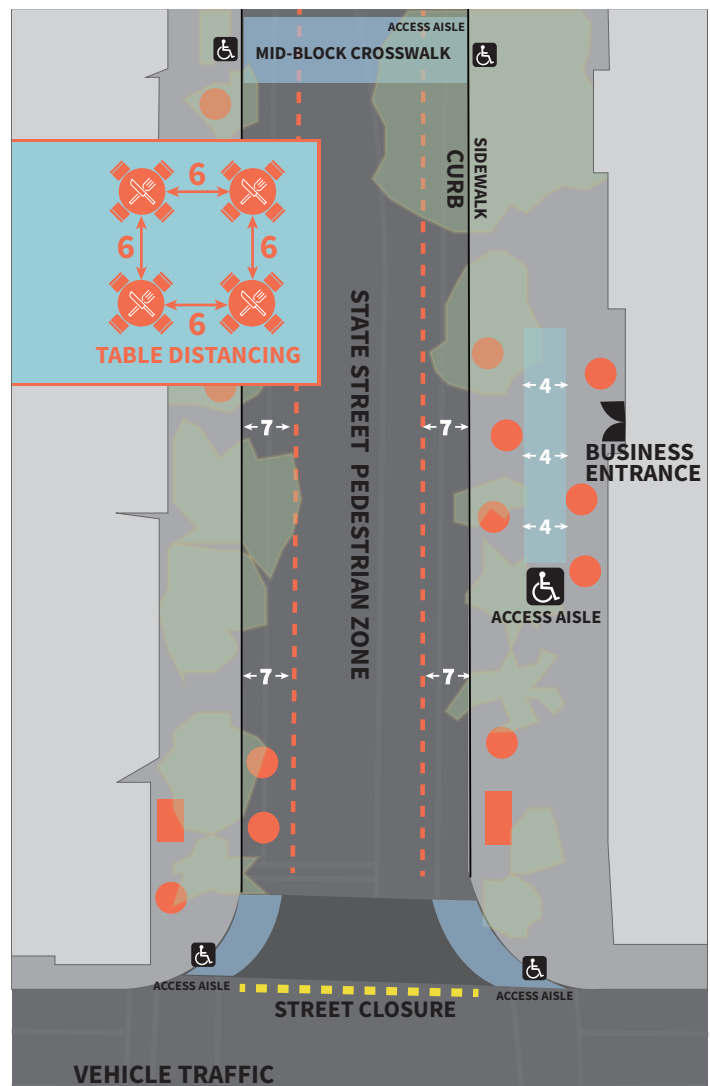 ACCESS AISLE
MID-BLOCK CROSSWALK
SIDEWALK
CURB
6
6
6
6
TABLE DISTANCING
STATE STREET PEDESTRIAN ZONE
4
7
7
4
BUSINESS
ENTRANCE
4
ACCESS AISLE
7
7
ACCESS AISLE
ACCESS AISLE
STREET CLOSURE
VEHICLE TRAFFIC